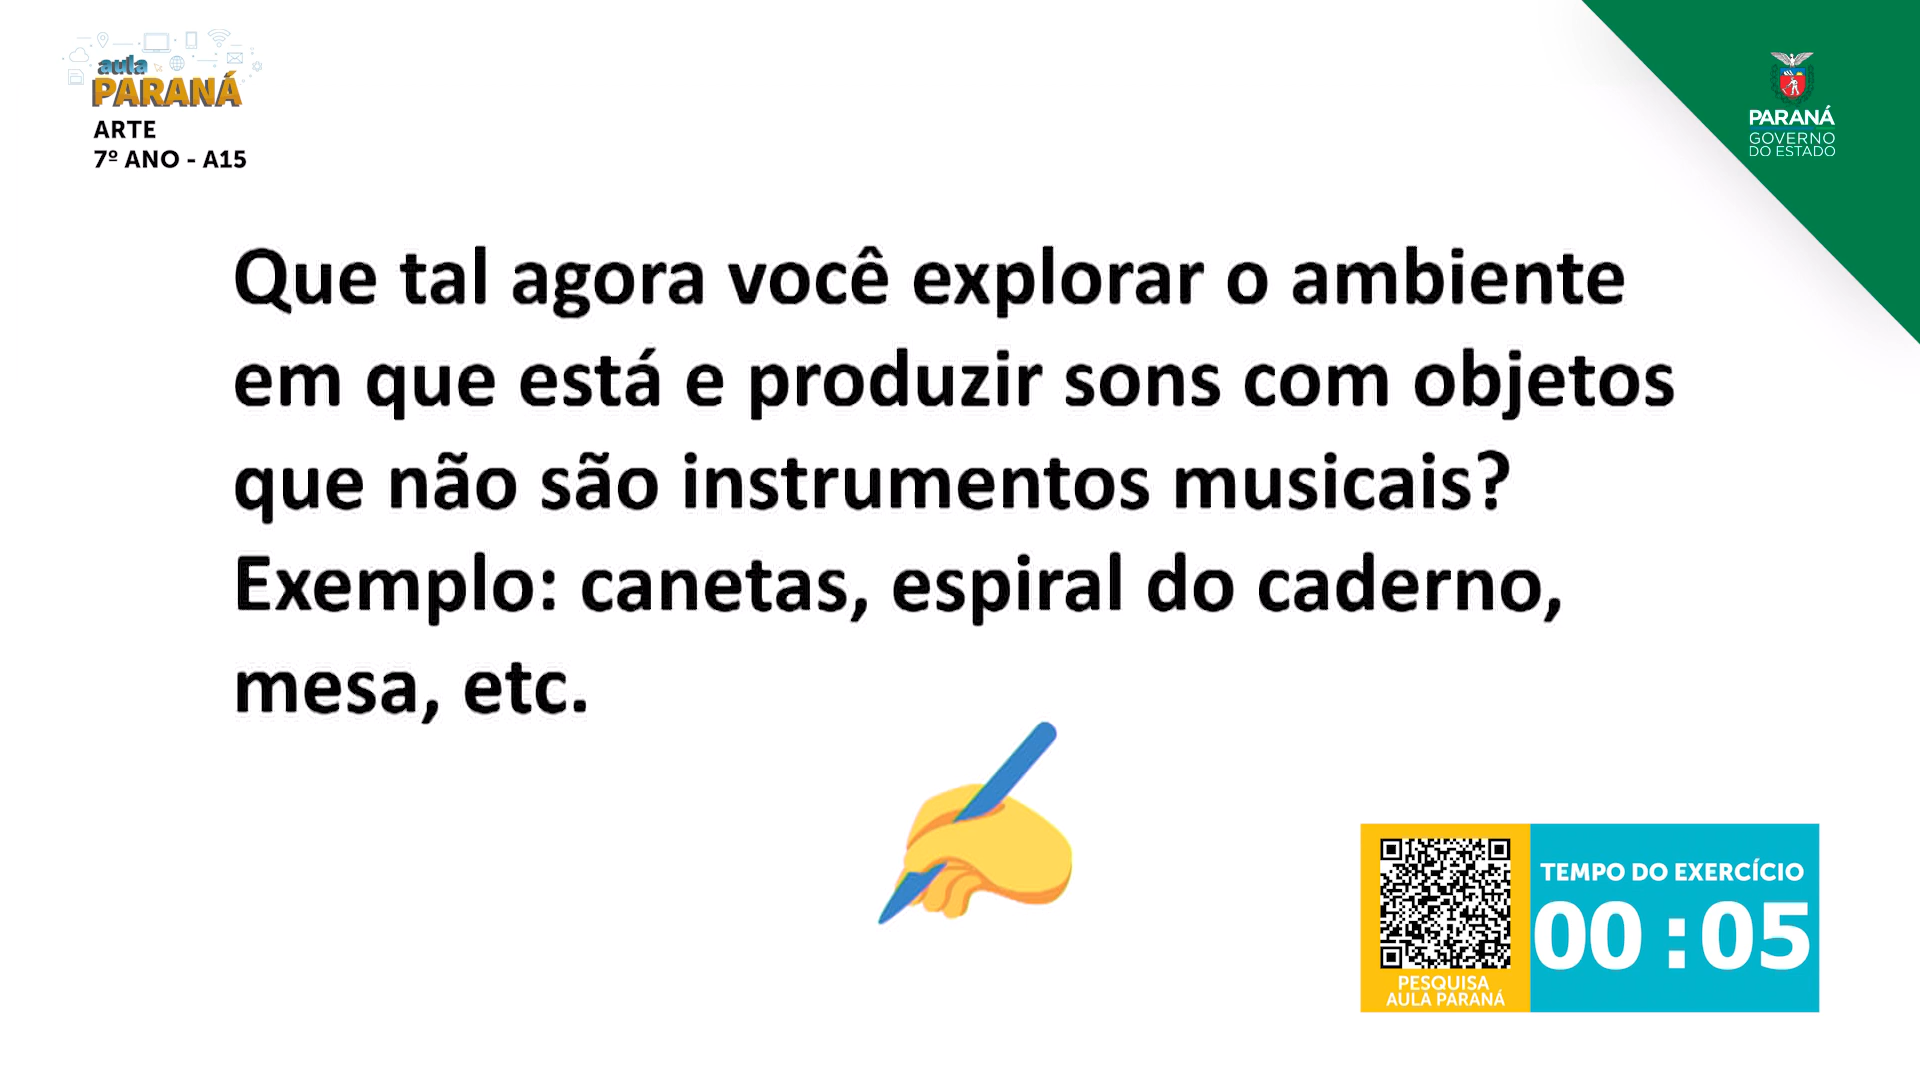 aula
PARANÁ
ARTE
7º ANO - A15
PARANÁ
GOVERNO
DO ESTADO
Que tal agora você explorar o ambiente
em que está e produzir sons com objetos
que não são instrumentos musicais?
Exemplo: canetas, espiral do caderno,
mesa, etc.
TEMPO DO EXERCÍCIO
00 : 05
PESQUISA
AULA PARANÁ